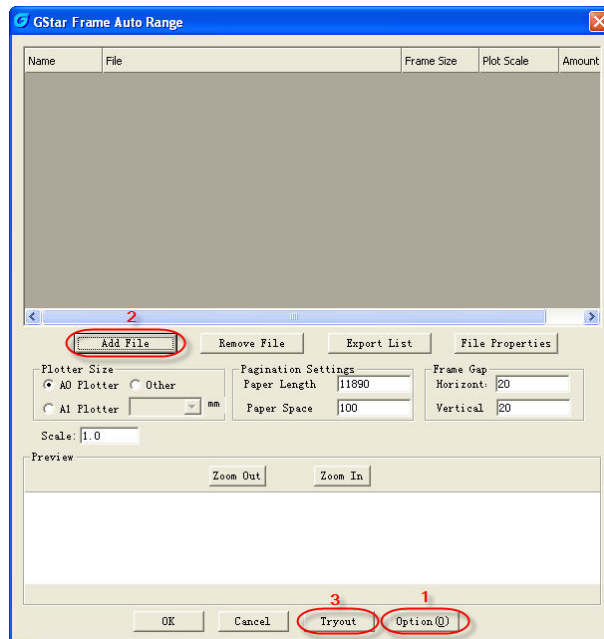 GStar Frame Auto Range
Name File Frame Size Plot Scale Amount
2
Add File Remove File Export List File Properties
Plotter Size Pagination Settings Frame Gap
A0 Plotter Other Paper Length 11890 Horizont: 20
A1 Plotter mm Paper Space 100 Vertical 20
Scale: 1.0
Preview
Zoom Out Zoom In
3 1
OK Cancel Tryout Option(O)